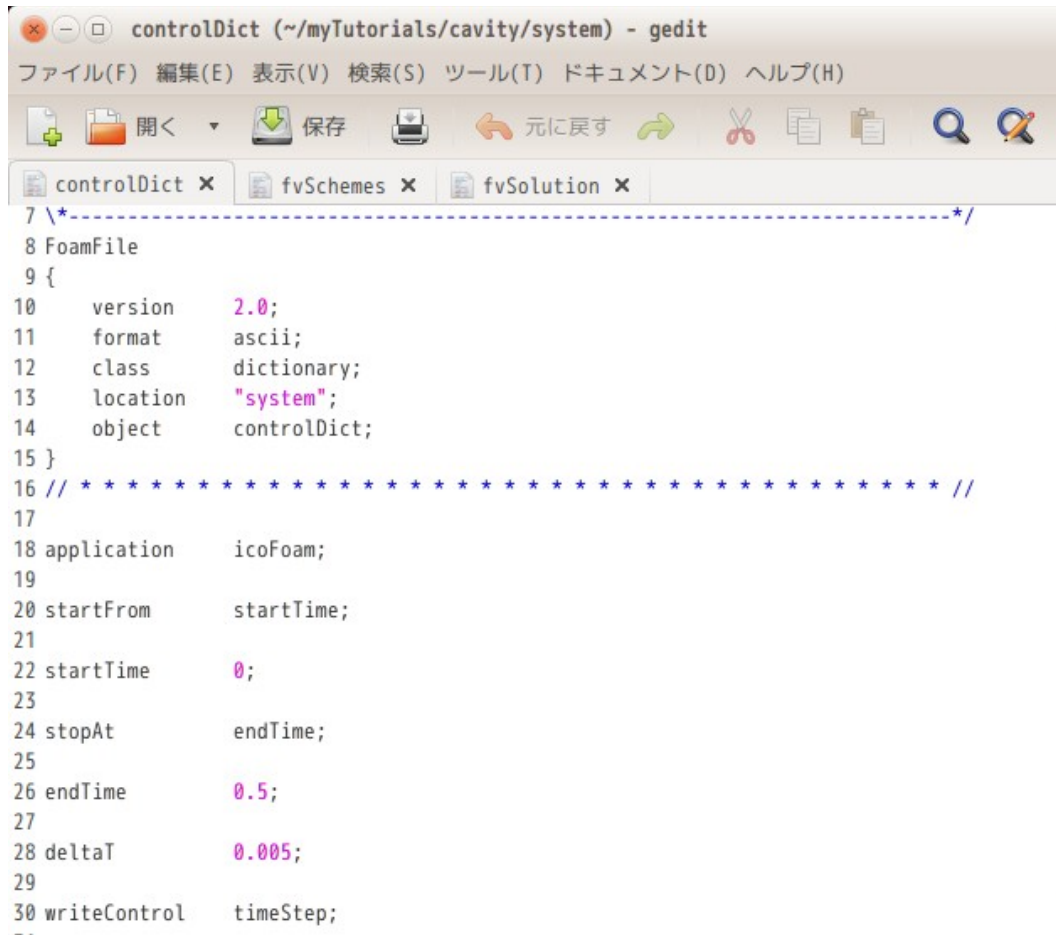 controlDict (~/myTutorials/cavity/system) - gedit
ファイル(F) 編集(E) 表示(V) 検索(S) ツール(T) ドキュメント(D) ヘルプ(H)
開く 保存 元に戻す
controlDict × fvSchemes × fvSolution ×
7 \*---------------------------------------------------------------------------*/
8 FoamFile
9 {
10     version     2.0;
11     format      ascii;
12     class       dictionary;
13     location    "system";
14     object      controlDict;
15 }
16 // * * * * * * * * * * * * * * * * * * * * * * * * * * * * * * * * * * * * * //
17
18 application     icoFoam;
19
20 startFrom       startTime;
21
22 startTime       0;
23
24 stopAt          endTime;
25
26 endTime         0.5;
27
28 deltaT          0.005;
29
30 writeControl    timeStep;